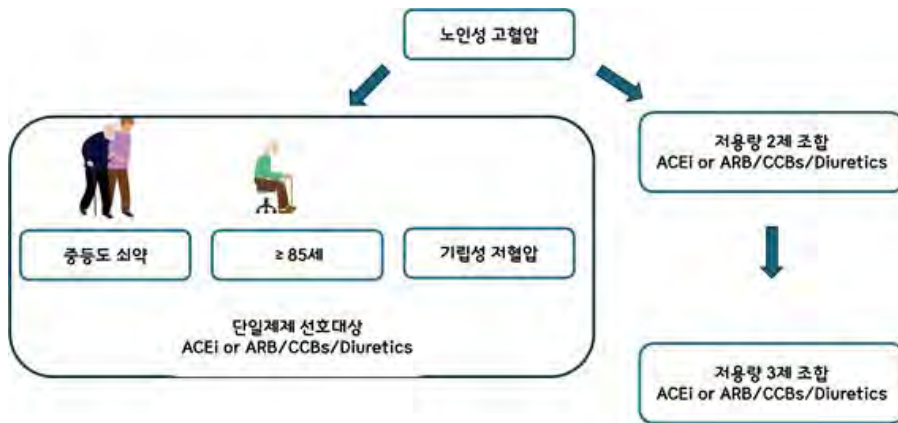 노인성 고혈압
중등도 쇠약
≥ 85세
기립성 저혈압
단일제제 선호대상
ACEi or ARB/CCBs/Diuretics
저용량 2제 조합
ACEi or ARB/CCBs/Diuretics
저용량 3제 조합
ACEi or ARB/CCBs/Diuretics